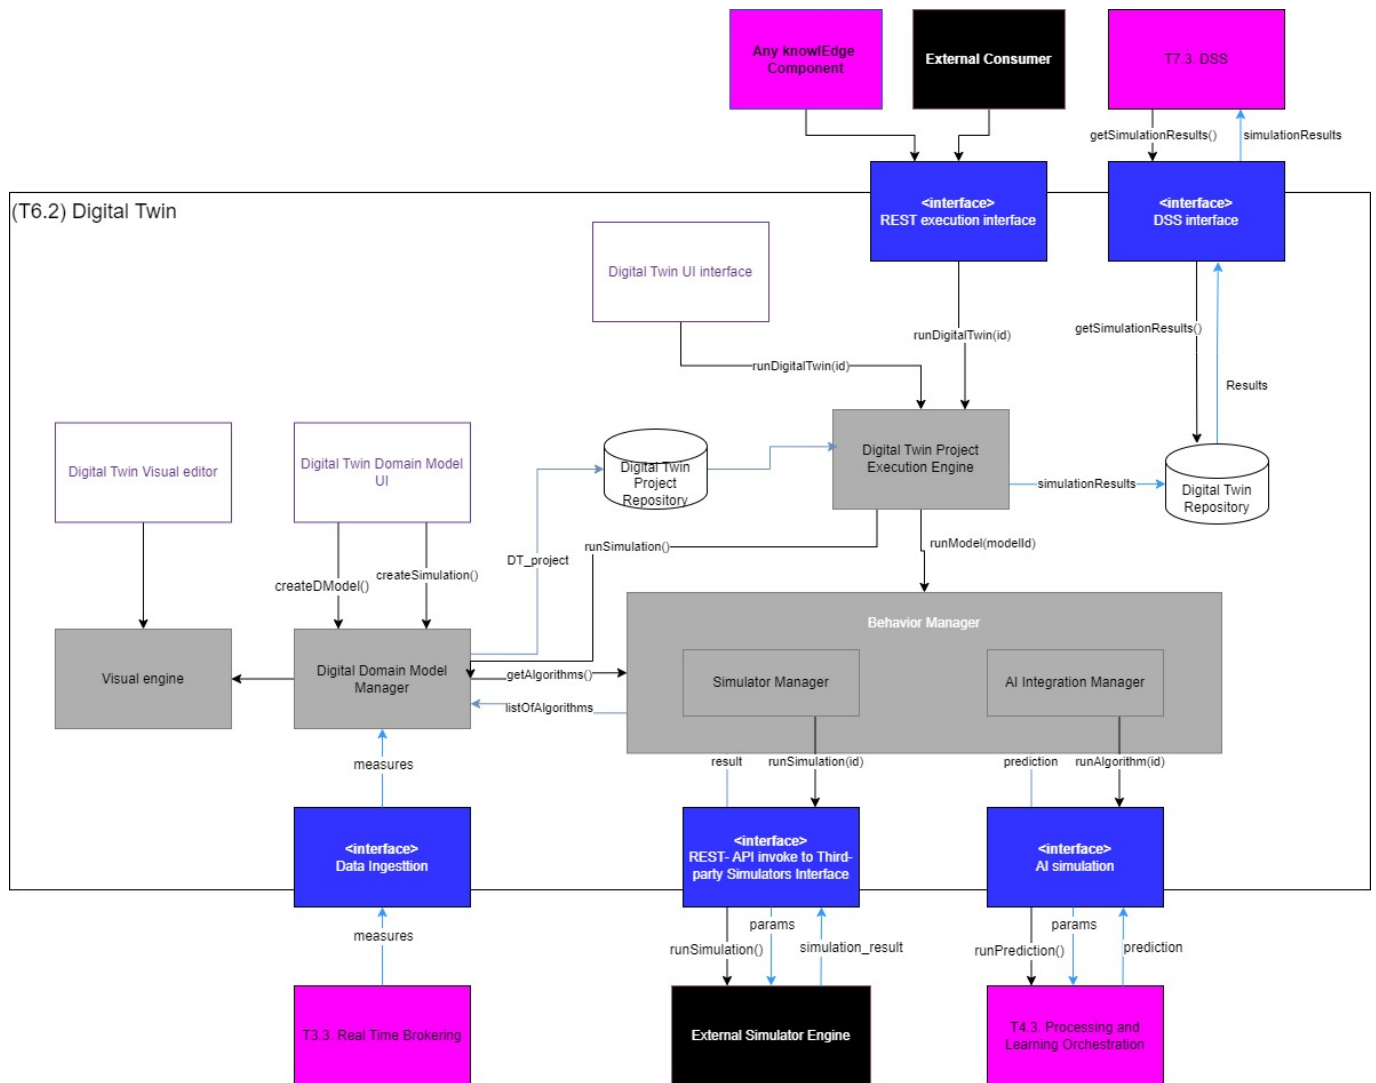 Any knowlEdge
Component
External Consumer
T7.3. DSS
getSimulationResults()
simulationResults
(T6.2) Digital Twin
<interface>
REST execution interface
<interface>
DSS interface
Digital Twin UI interface
runDigitalTwin(id)
getSimulationResults()
runDigitalTwin(id)
Results
Digital Twin Visual editor
Digital Twin Domain Model
UI
Digital Twin
Project
Repository
Digital Twin Project
Execution Engine
simulationResults
Digital Twin
Repository
runSimulation()
runModel(modelId)
DT_project
createSimulation()
createDModel()
Behavior Manager
Visual engine
Digital Domain Model
Manager
getAlgorithms()
listOfAlgorithms
Simulator Manager
AI Integration Manager
measures
result
runSimulation(id)
prediction
runAlgorithm(id)
<interface>
Data Ingesttion
<interface>
REST- API invoke to Third-
party Simulators Interface
<interface>
AI simulation
measures
params
runSimulation()
simulation_result
params
runPrediction()
prediction
T3.3. Real Time Brokering
External Simulator Engine
T4.3. Processing and
Learning Orchestration